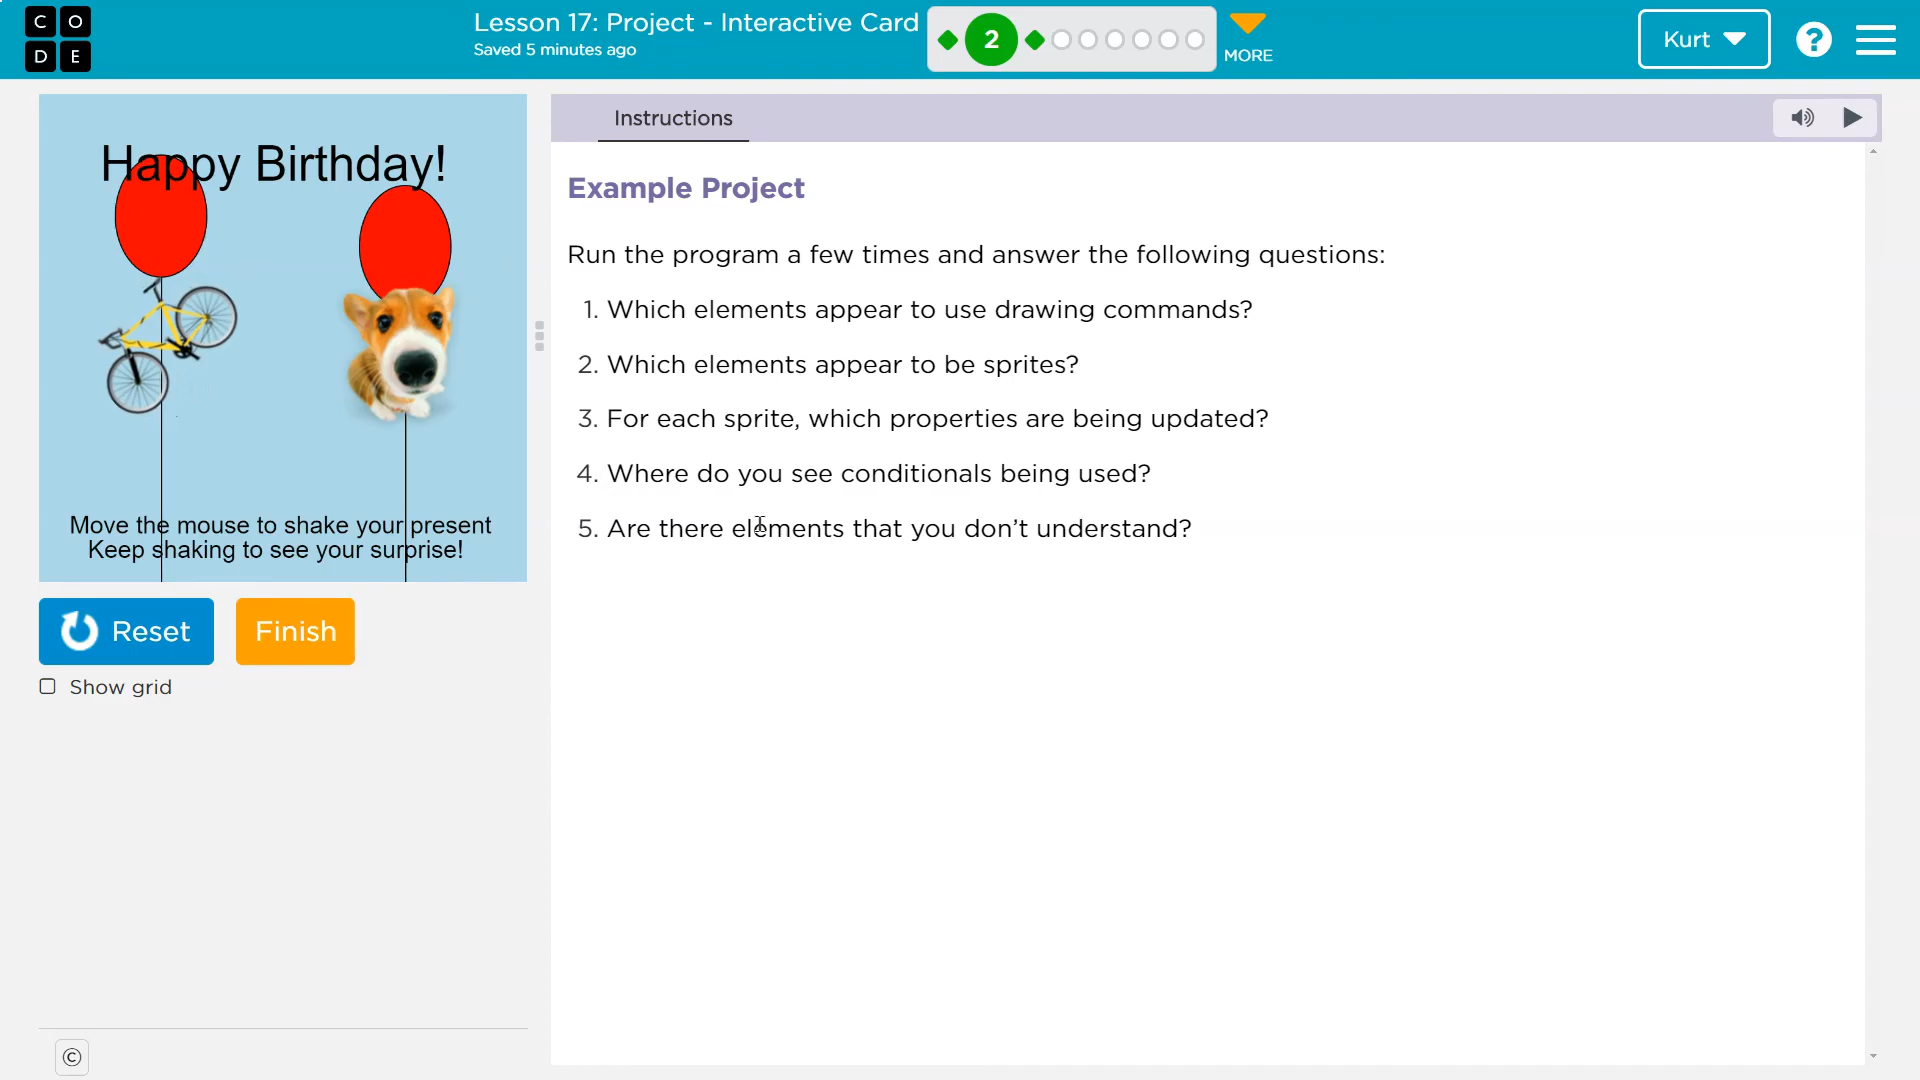 CODE
Lesson 17: Project - Interactive Card
Saved 5 minutes ago
2
MORE
Kurt
?
Happy Birthday!
Move the mouse to shake your present
Keep shaking to see your surprise!
Reset
Finish
Show grid
©
Instructions
Example Project
Run the program a few times and answer the following questions:
1. Which elements appear to use drawing commands?
2. Which elements appear to be sprites?
3. For each sprite, which properties are being updated?
4. Where do you see conditionals being used?
5. Are there elements that you don't understand?